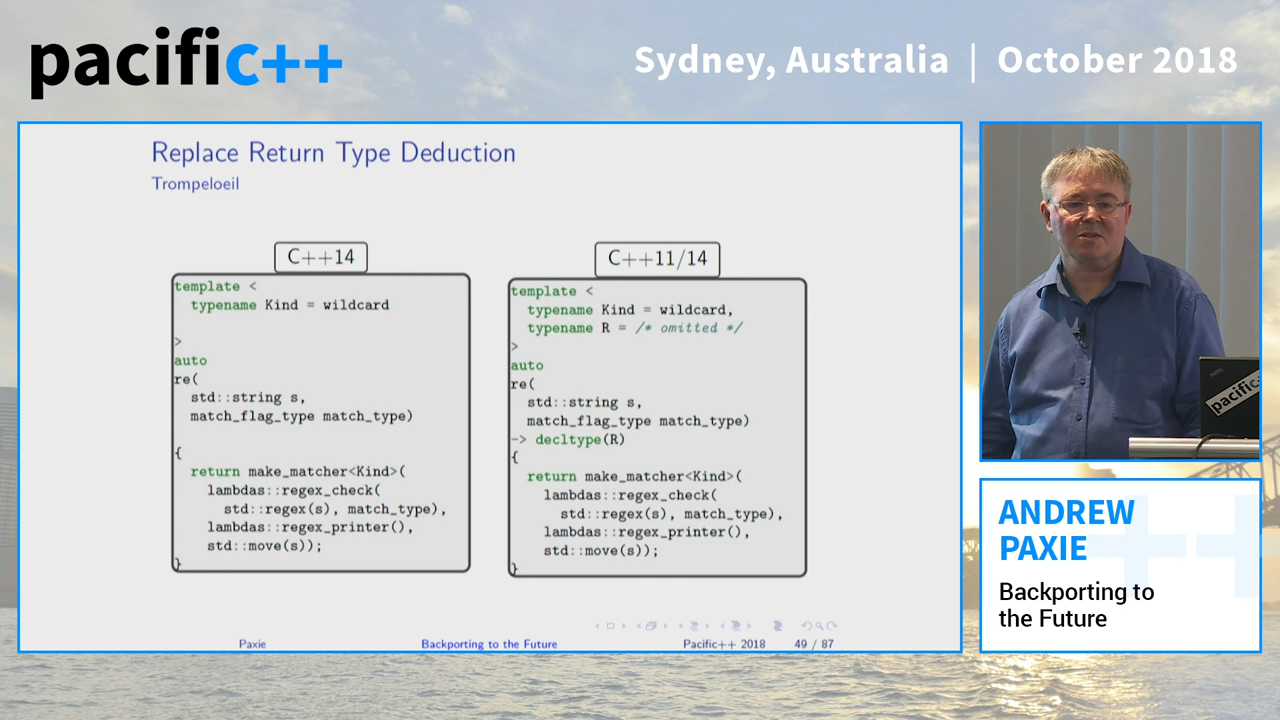 pacific++
Sydney, Australia | October 2018
Replace Return Type Deduction
Trompeloeil
C++14
template <
  typename Kind = wildcard
>
auto
re(
  std::string s,
  match_flag_type match_type)
{
  return make_matcher<Kind>(
    lambdas::regex_check(
      std::regex(s), match_type),
    lambdas::regex_printer(),
    std::move(s));
}
C++11/14
template <
  typename Kind = wildcard,
  typename R = /* omitted */
>
auto
re(
  std::string s,
  match_flag_type match_type)
-> decltype(R)
{
  return make_matcher<Kind>(
    lambdas::regex_check(
      std::regex(s), match_type),
    lambdas::regex_printer(),
    std::move(s));
}
Paxie
Backporting to the Future
Pacific++ 2018
49 / 87
pacific
ANDREW
PAXIE
Backporting to
the Future